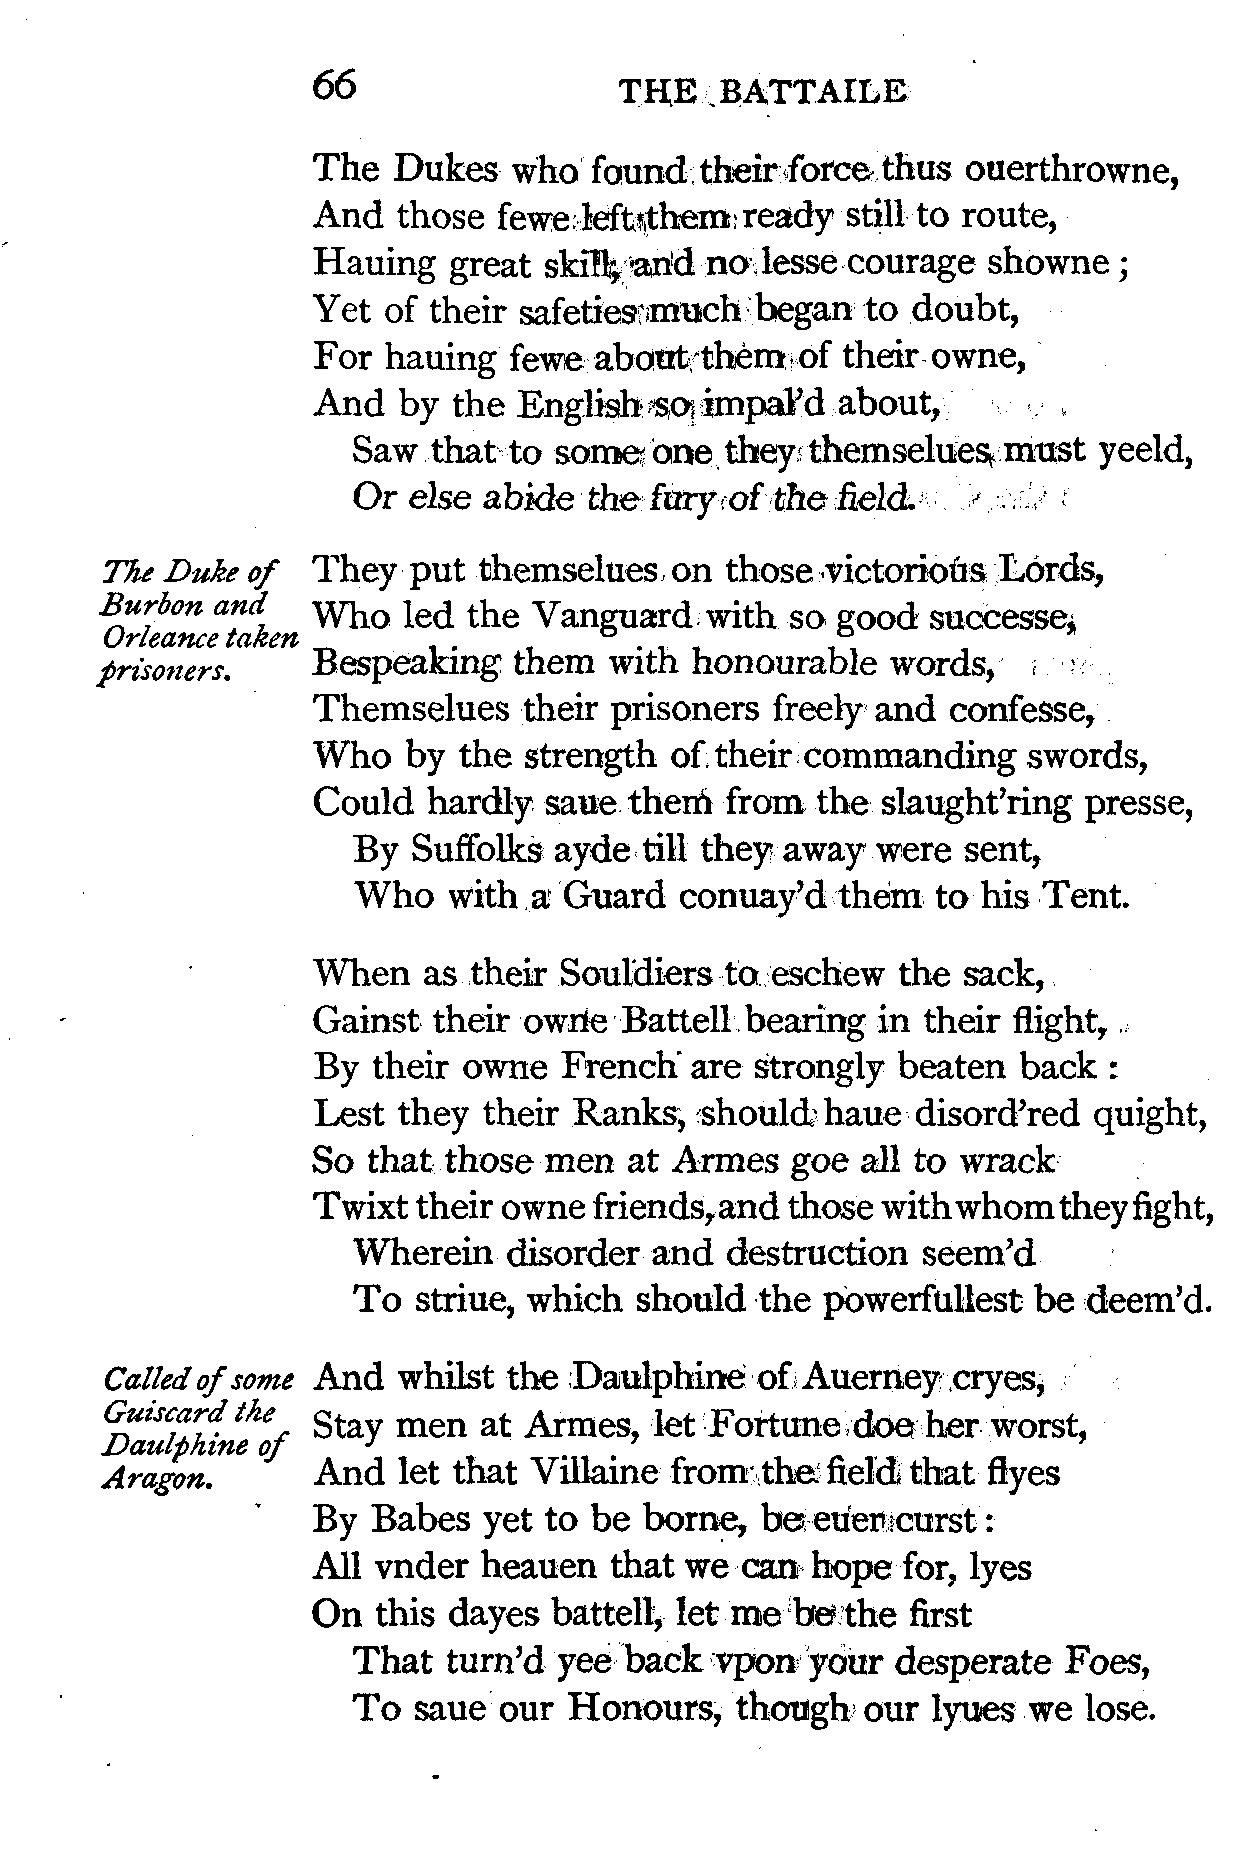 66 THE BATTAILE
The Dukes who found their force thus ouerthrowne,
And those fewe left them ready still to route,
Hauing great skill, and no lesse courage showne ;
Yet of their safeties much began to doubt,
For hauing fewe about them of their owne,
And by the English so impal'd about,
Saw that to some one they themselues must yeeld,
Or else abide the fury of the field.
The Duke of
Burbon and
Orleance taken
prisoners.
They put themselues on those victorious Lords,
Who led the Vanguard with so good successe,
Bespeaking them with honourable words,
Themselues their prisoners freely and confesse,
Who by the strength of their commanding swords,
Could hardly saue them from the slaught'ring presse,
By Suffolks ayde till they away were sent,
Who with a Guard conuay'd them to his Tent.
When as their Souldiers to eschew the sack,
Gainst their owne Battell bearing in their flight,
By their owne French are strongly beaten back :
Lest they their Ranks, should haue disord'red quight,
So that those men at Armes goe all to wrack
Twixt their owne friends, and those with whom they fight,
Wherein disorder and destruction seem'd
To striue, which should the powerfullest be deem'd.
Called of some
Guiscard the
Daulphine of
Aragon.
And whilst the Daulphine of Auerney cryes,
Stay men at Armes, let Fortune doe her worst,
And let that Villaine from the field that flyes
By Babes yet to be borne, be euer curst :
All vnder heauen that we can hope for, lyes
On this dayes battell, let me be the first
That turn'd yee back vpon your desperate Foes,
To saue our Honours, though our lyues we lose.